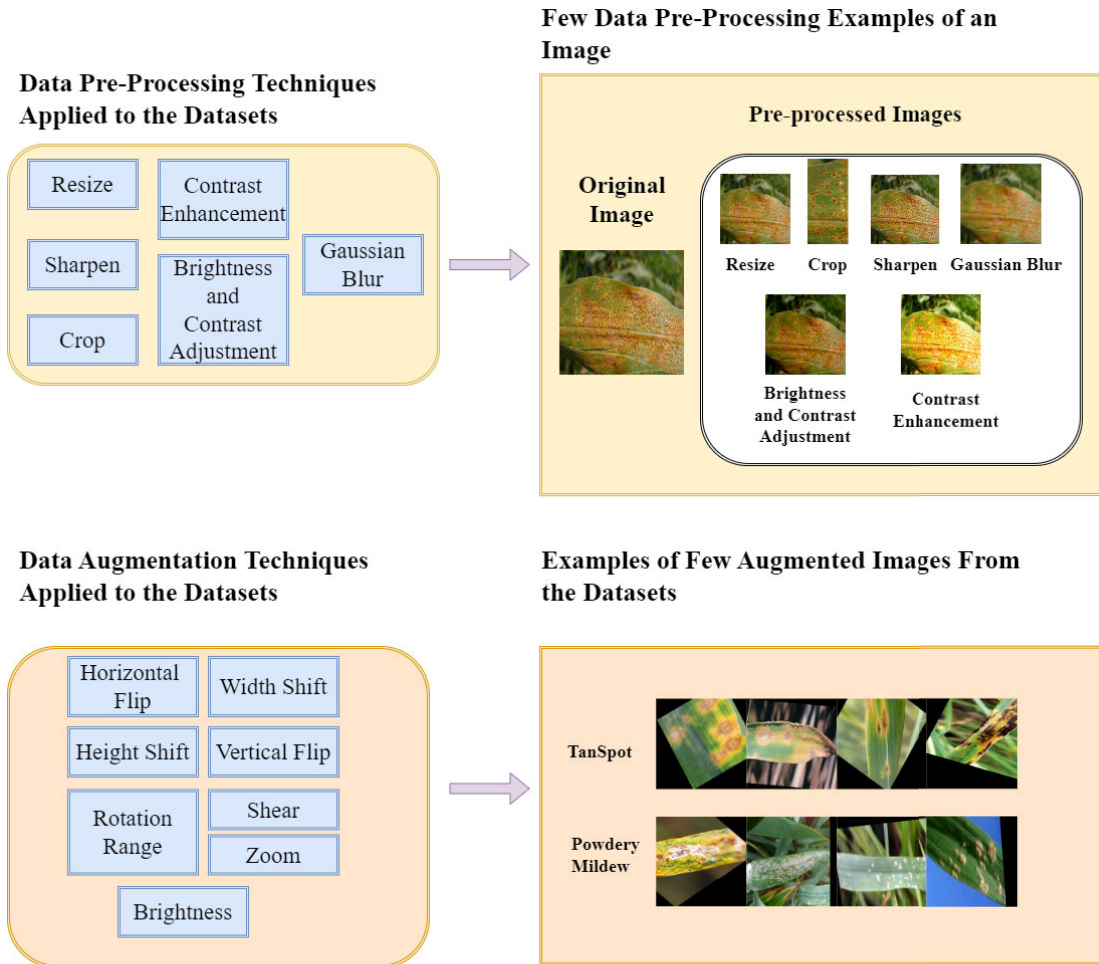 Few Data Pre-Processing Examples of an
Image
Data Pre-Processing Techniques
Applied to the Datasets
Resize
Contrast
Enhancement
Sharpen
Brightness
and
Contrast
Adjustment
Gaussian
Blur
Crop
Pre-processed Images
Original
Image
Resize
Crop
Sharpen
Gaussian Blur
Brightness
and Contrast
Adjustment
Contrast
Enhancement
Data Augmentation Techniques
Applied to the Datasets
Horizontal
Flip
Width Shift
Height Shift
Vertical Flip
Rotation
Range
Shear
Zoom
Brightness
Examples of Few Augmented Images From
the Datasets
TanSpot
Powdery
Mildew